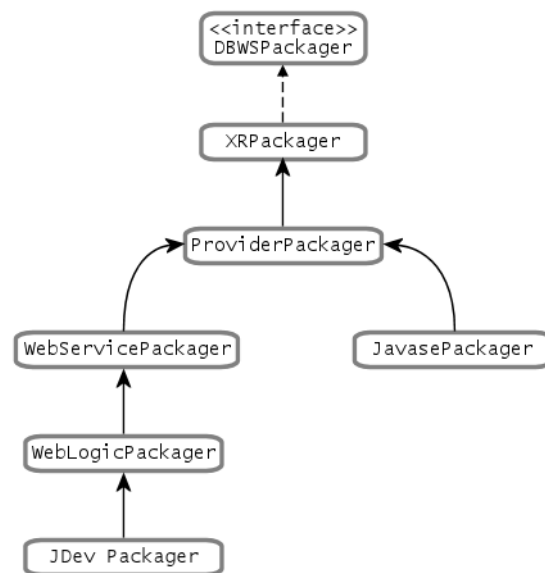 <<interface>>
DBWSPackager
XRPackager
ProviderPackager
WebServicePackager
JavasePackager
WebLogicPackager
JDev Packager